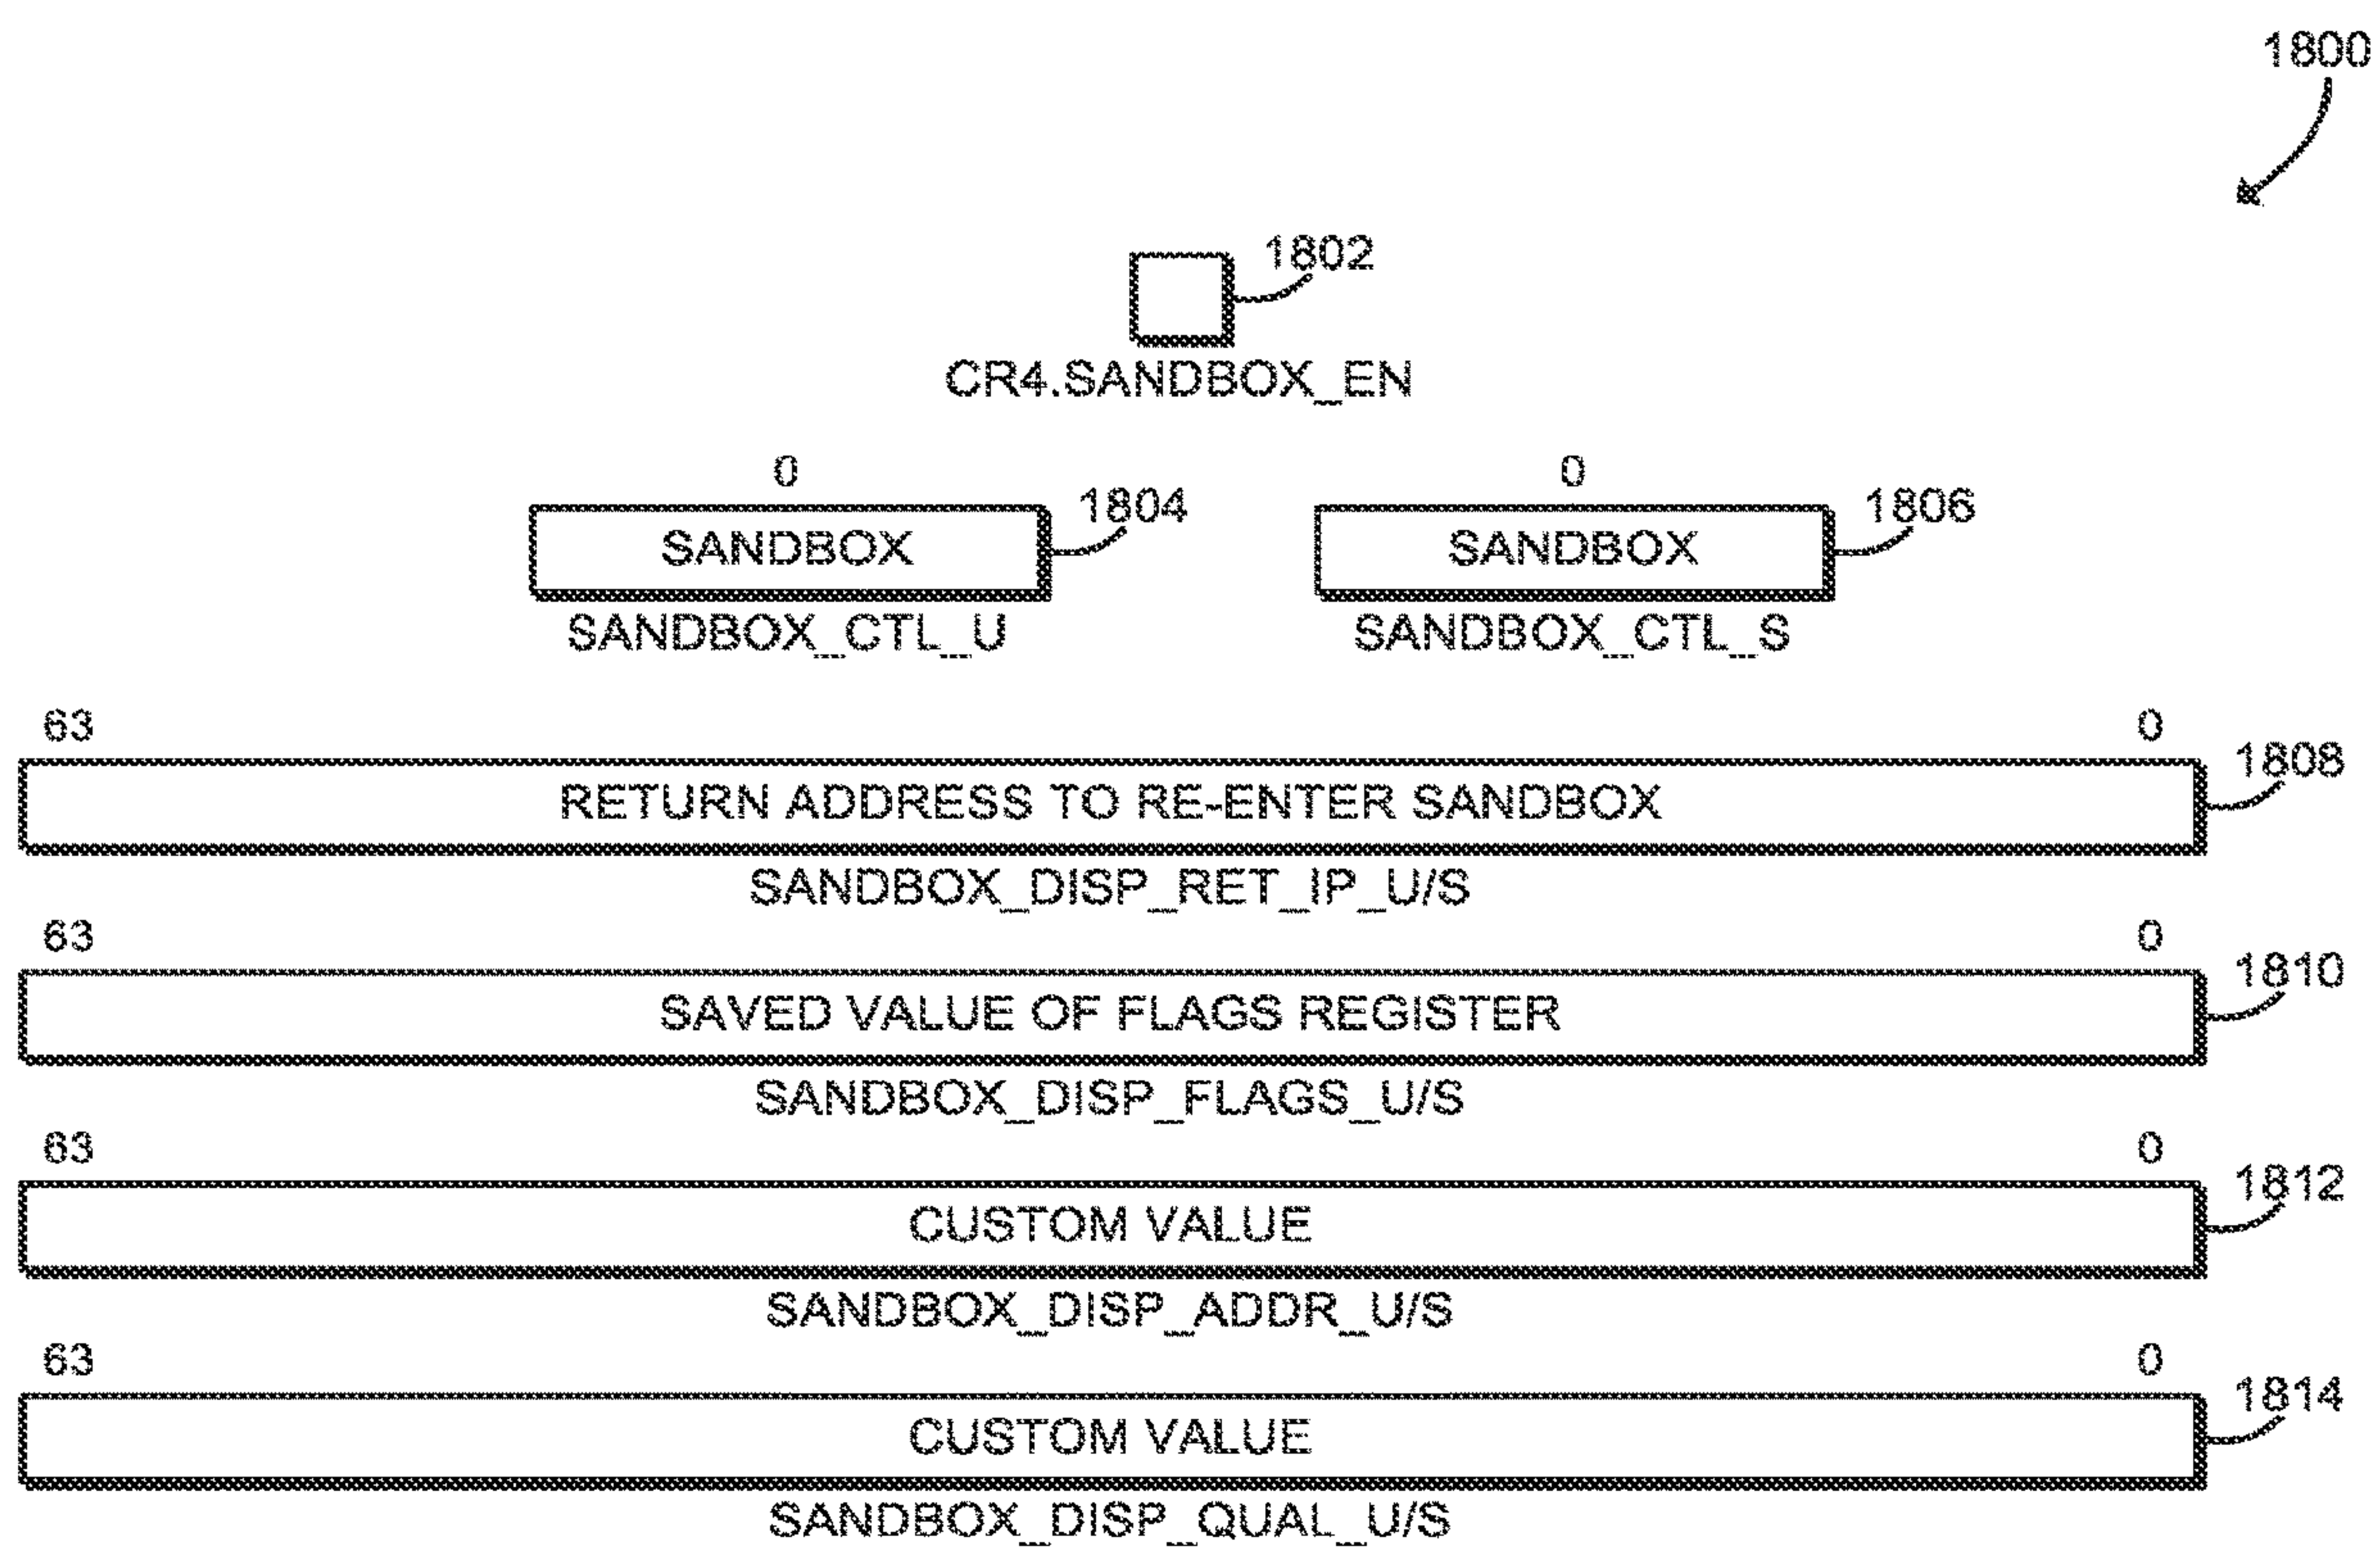 1800
1802
CR4.SANDBOX_EN
0 0
SANDBOX 1804 SANDBOX 1806
SANDBOX_CTL_U SANDBOX_CTL_S
63 0
RETURN ADDRESS TO RE-ENTER SANDBOX 1808
SANDBOX_DISP_RET_IP_U/S
63 0
SAVED VALUE OF FLAGS REGISTER 1810
SANDBOX_DISP_FLAGS_U/S
63 0
CUSTOM VALUE 1812
SANDBOX_DISP_ADDR_U/S
63 0
CUSTOM VALUE 1814
SANDBOX_DISP_QUAL_U/S